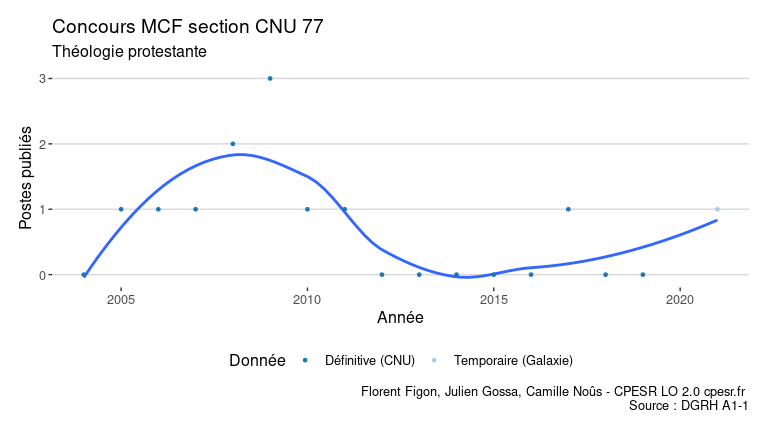 Concours MCF section CNU 77
Théologie protestante
Postes publiés
3
2
1
0
2005 2010 2015 2020
Année
Donnée Définitive (CNU) Temporaire (Galaxie)
Florent Figon, Julien Gossa, Camille Noûs - CPESR LO 2.0 cpesr.fr
Source : DGRH A1-1